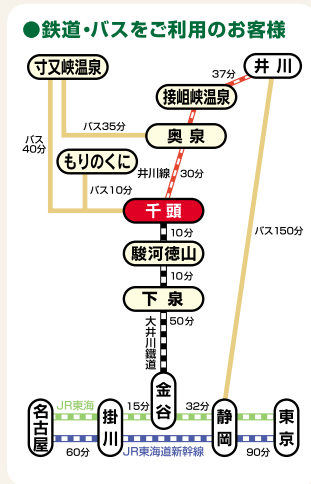 ●鉄道・バスをご利用のお客様
寸又峡温泉
井川
37分
接岨峡温泉
バス35分
奥泉
バス
40分
もりのくに
井川線
30分
バス10分
千頭
10分
駿河徳山
バス150分
10分
下泉
大井川鐵道
50分
金谷
JR東海
15分
32分
名古屋
掛川
静岡
東京
60分
JR東海道新幹線
90分